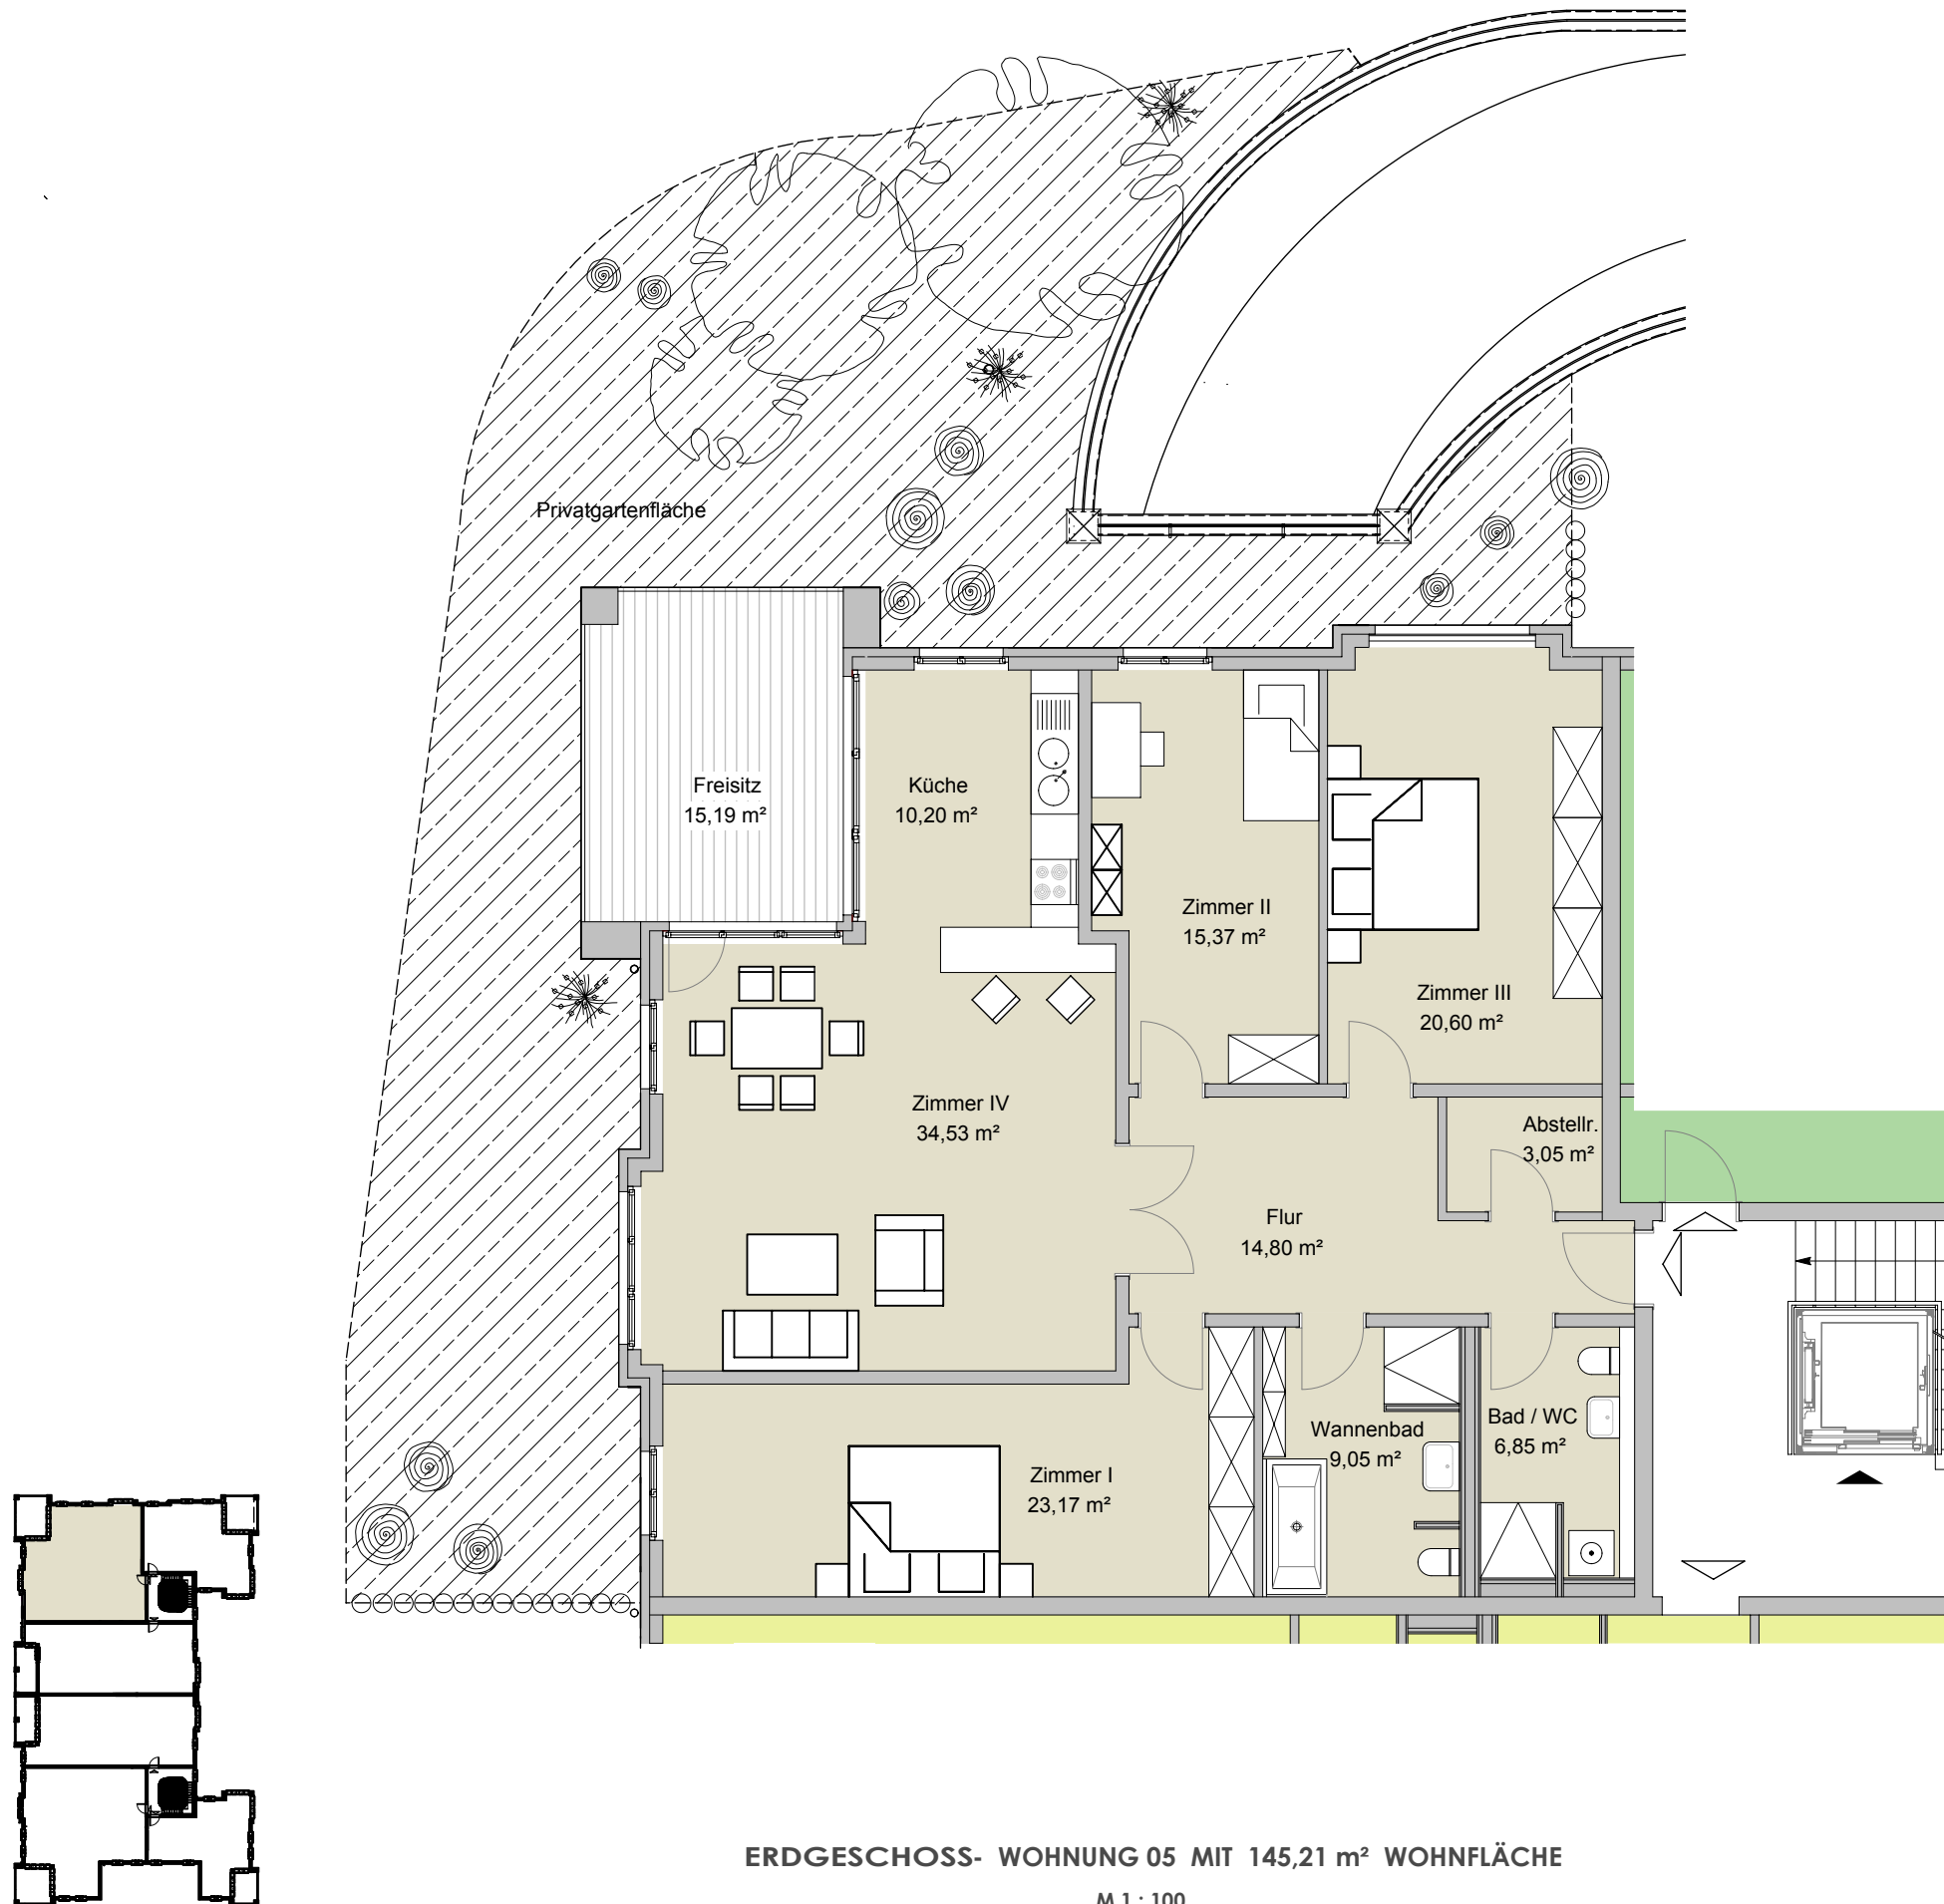 Privatgartenfläche
Freisitz
15,19 m²
Küche
10,20 m²
Zimmer II
15,37 m²
Zimmer III
20,60 m²
Zimmer IV
34,53 m²
Abstellr.
3,05 m²
Flur
14,80 m²
Wannenbad
9,05 m²
Bad / WC
6,85 m²
Zimmer I
23,17 m²
ERDGESCHOSS- WOHNUNG 05 MIT 145,21 m² WOHNFLÄCHE
M 1 : 100